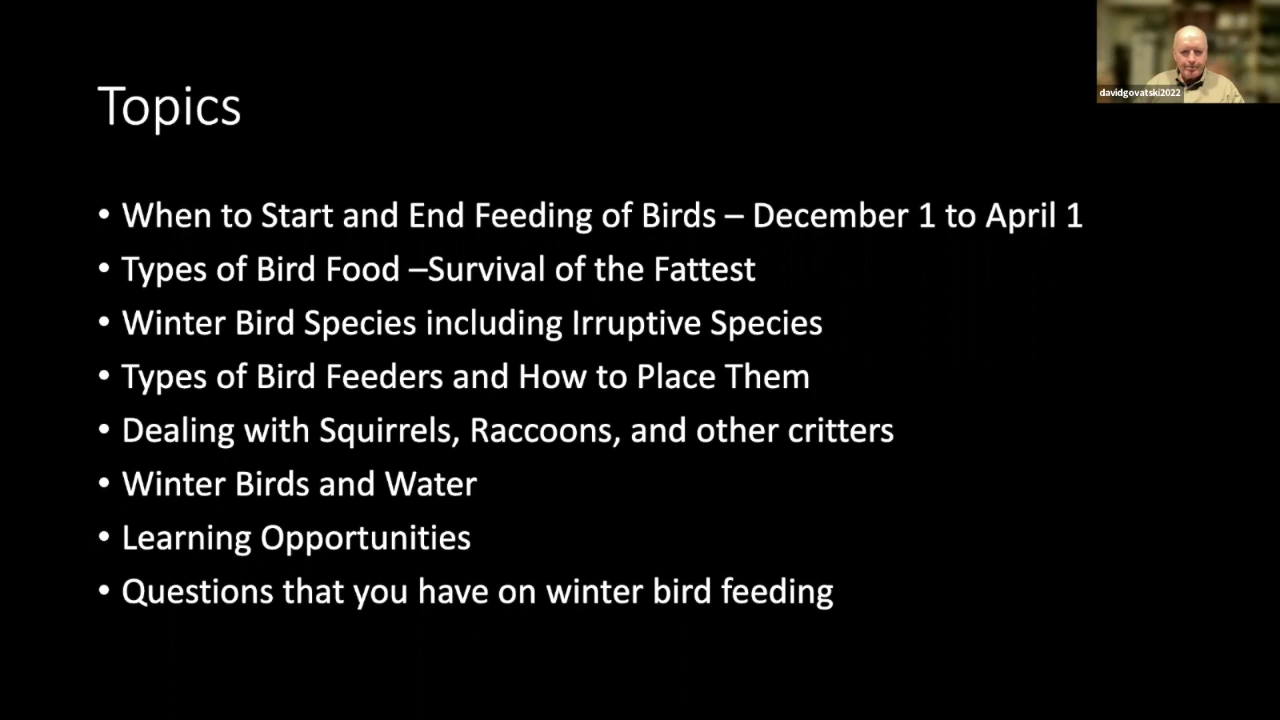 Topics
davidgovatski2022
• When to Start and End Feeding of Birds – December 1 to April 1
• Types of Bird Food –Survival of the Fattest
• Winter Bird Species including Irruptive Species
• Types of Bird Feeders and How to Place Them
• Dealing with Squirrels, Raccoons, and other critters
• Winter Birds and Water
• Learning Opportunities
• Questions that you have on winter bird feeding